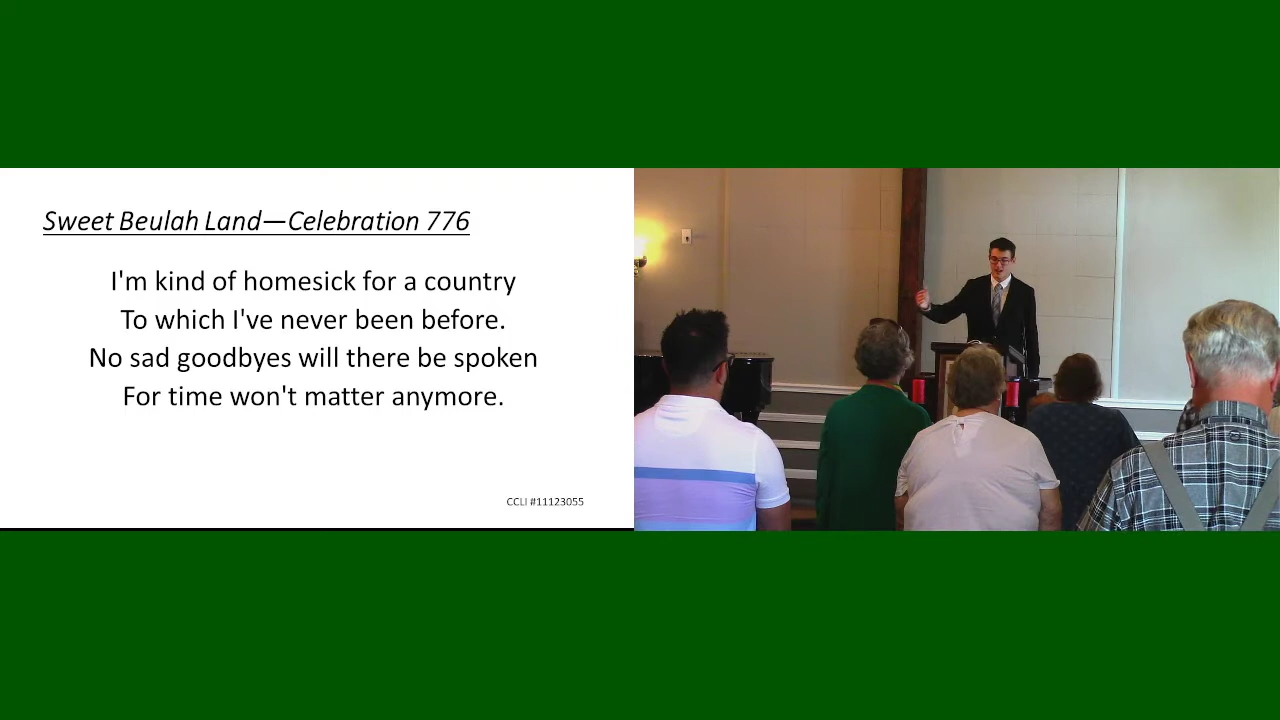 Sweet Beulah Land—Celebration 776
I'm kind of homesick for a country
To which I've never been before.
No sad goodbyes will there be spoken
For time won't matter anymore.
CCLI #11123055